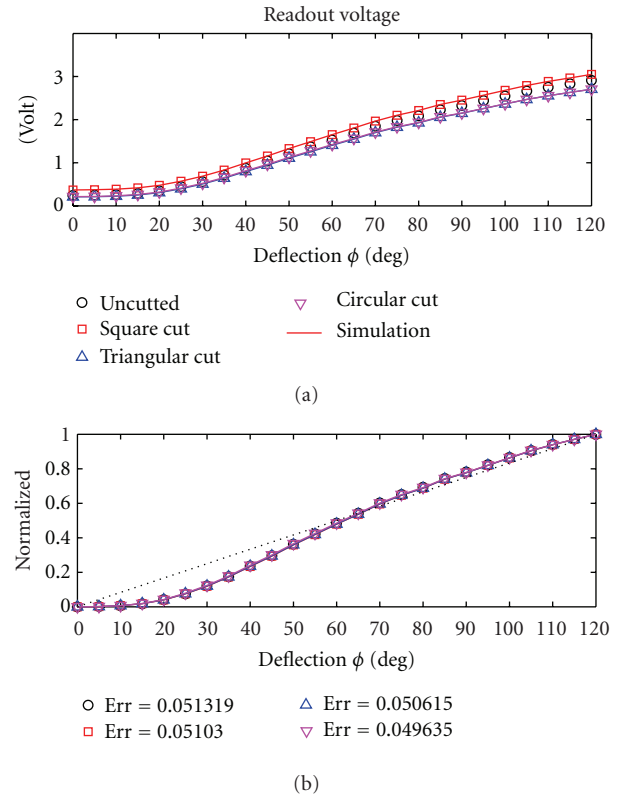 Readout voltage
3
2
1
0
(Volt)
0 10 20 30 40 50 60 70 80 90 100 110 120
Deflection ϕ (deg)
Uncutted
Square cut
Triangular cut
Circular cut
Simulation
(a)
1
0.8
0.6
0.4
0.2
0
Normalized
0 10 20 30 40 50 60 70 80 90 100 110 120
Deflection ϕ (deg)
Err = 0.051319
Err = 0.05103
Err = 0.050615
Err = 0.049635
(b)